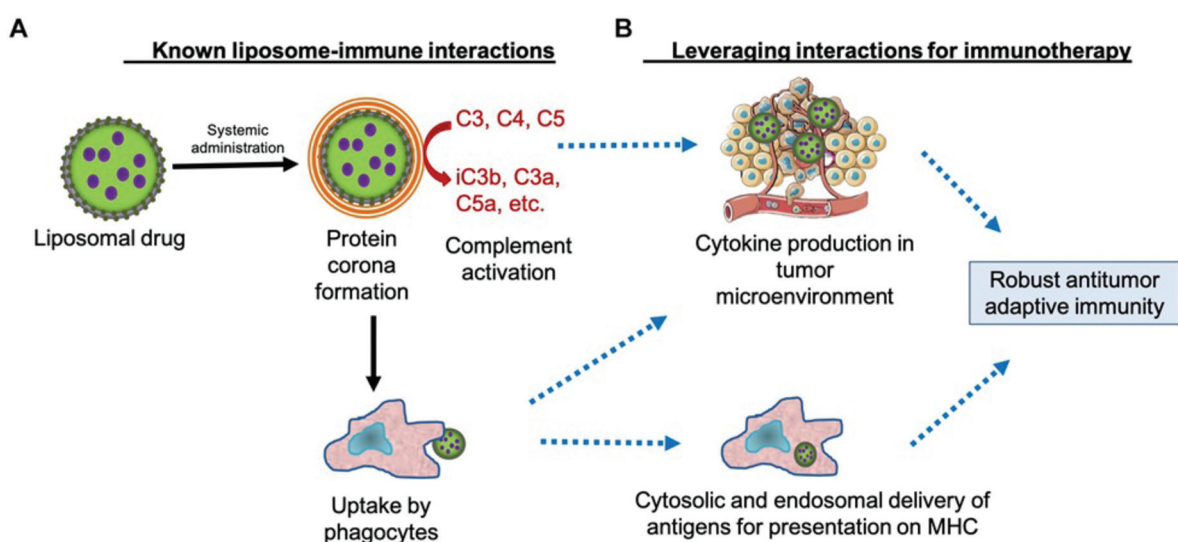 A
Known liposome-immune interactions
B
Leveraging interactions for immunotherapy
Systemic
administration
C3, C4, C5
iC3b, C3a,
C5a, etc.
Liposomal drug
Protein
corona
formation
Complement
activation
Cytokine production in
tumor
microenvironment
Robust antitumor
adaptive immunity
Uptake by
phagocytes
Cytosolic and endosomal delivery of
antigens for presentation on MHC